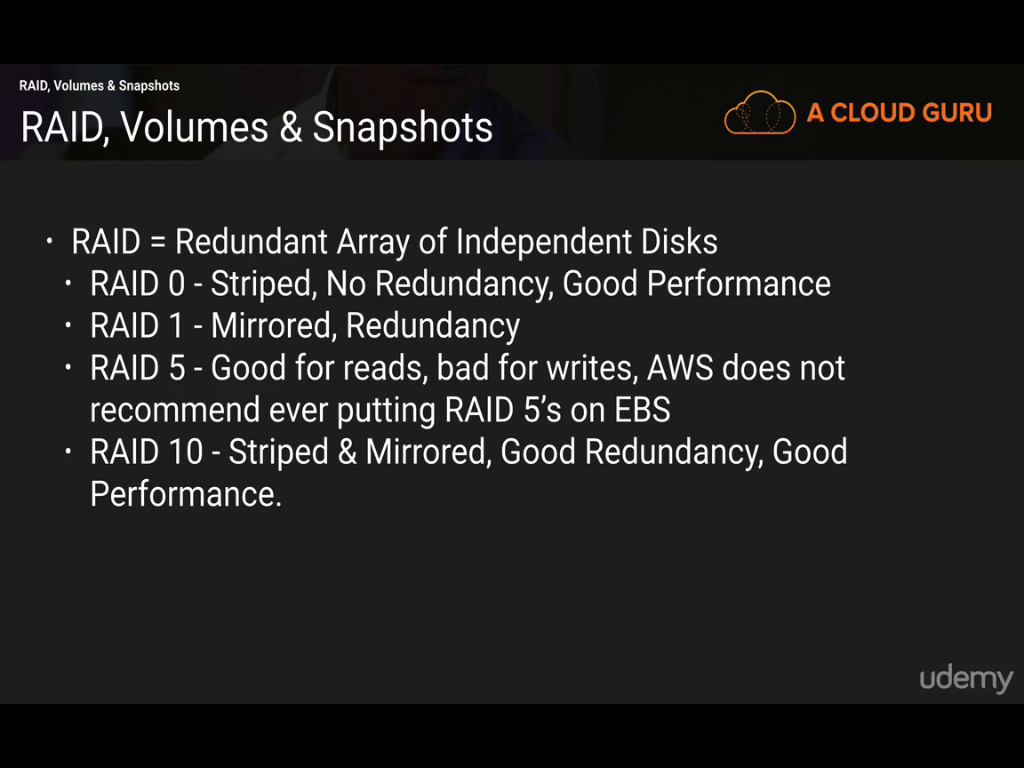 RAID, Volumes & Snapshots
RAID, Volumes & Snapshots
A CLOUD GURU
• RAID = Redundant Array of Independent Disks
• RAID 0 - Striped, No Redundancy, Good Performance
• RAID 1 - Mirrored, Redundancy
• RAID 5 - Good for reads, bad for writes, AWS does not
recommend ever putting RAID 5’s on EBS
• RAID 10 - Striped & Mirrored, Good Redundancy, Good
Performance.
udemy